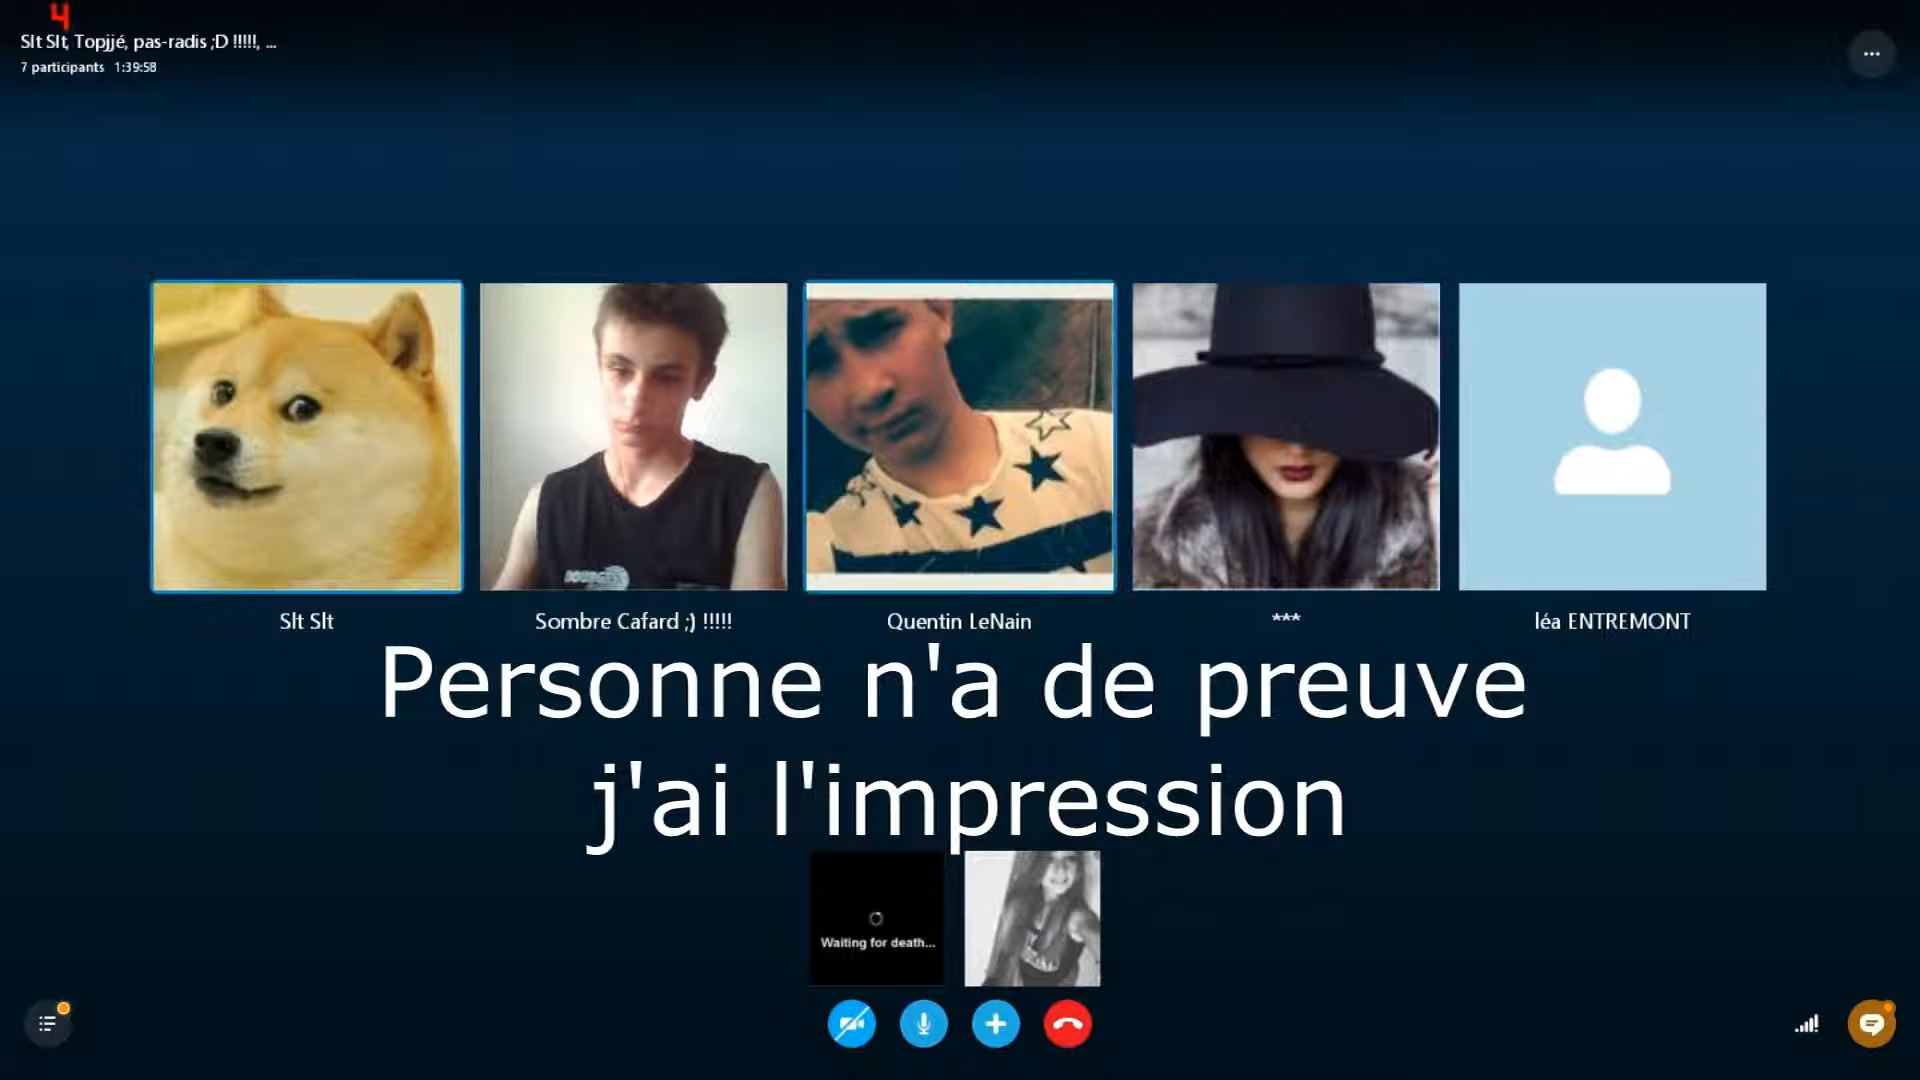 4
Slt Slt, Topjjé, pas-radis ;D !!!!!, ...
7 participants 1:39:58
Slt Slt
Sombre Cafard ;) !!!!!
Quentin LeNain
***
léa ENTREMONT
Personne n'a de preuve
j'ai l'impression
Waiting for death...